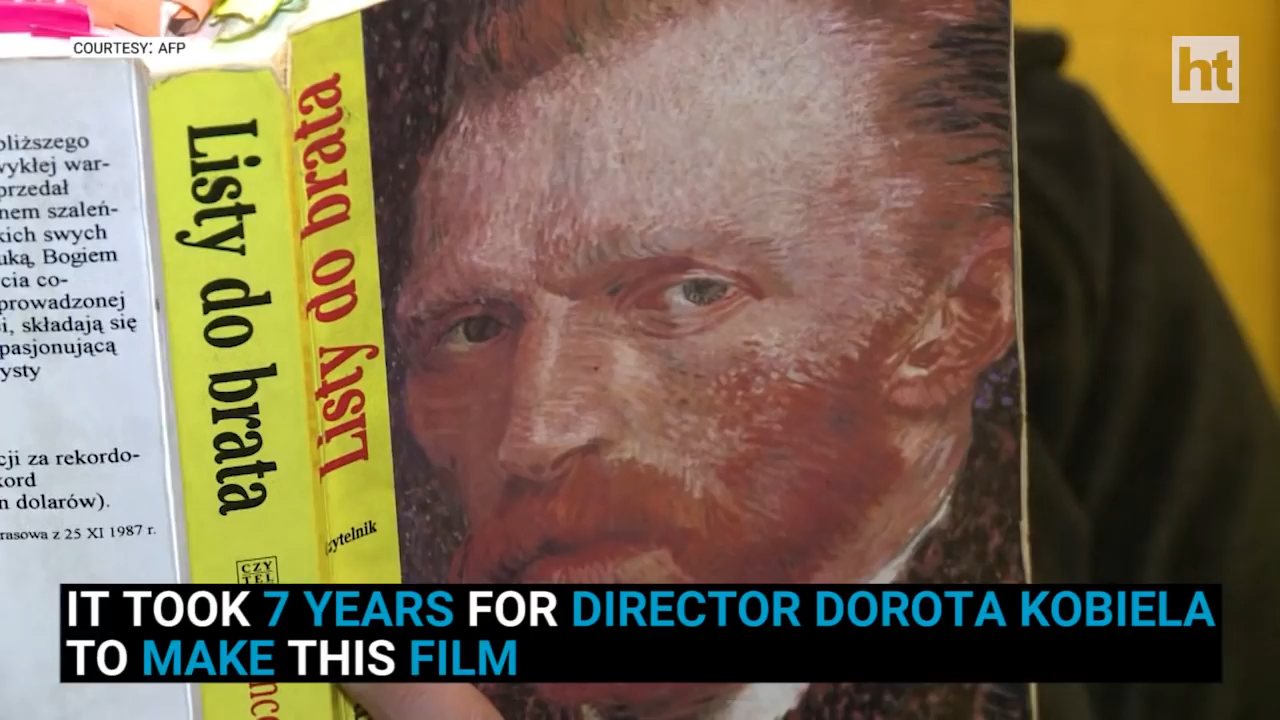 COURTESY: AFP
ht
bliższego
wykłej war-
przedał
nem szaleń-
kich swych
uką, Bogiem
cia co-
prowadzonej
i, składają się
pasjonującą
ysty
cji za rekordo-
kord
n dolarów).
rasowa z 25 XI 1987 r.
Listy do brata
CZY
TEL
Listy do brata
zytelnik
IT TOOK 7 YEARS FOR DIRECTOR DOROTA KOBIELA
TO MAKE THIS FILM